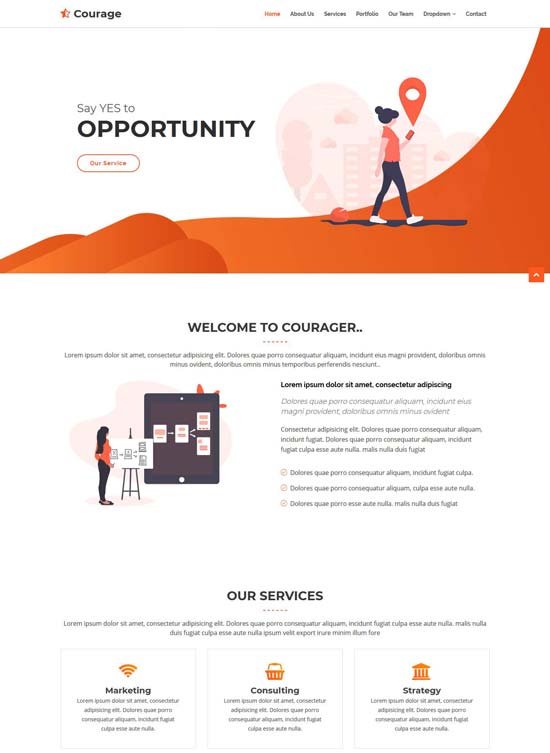 Courage
Home About Us Services Portfolio Our Team Dropdown Contact
Say YES to
OPPORTUNITY
Our Service
WELCOME TO COURAGER..
Lorem ipsum dolor sit amet, consectetur adipisicing elit. Dolores quae porro consequatur aliquam, incidunt eius magni provident, doloribus omnis
minus ovident, doloribus omnis minus temporibus perferendis nesciunt..
Lorem ipsum dolor sit amet, consectetur adipiscing
Dolores quae porro consequatur aliquam, incidunt eius
magni provident, doloribus omnis minus ovident
Consectetur adipisicing elit. Dolores quae porro consequatur aliquam,
incidunt fugiat. Dolores quae porro consequatur aliquam, incidunt
fugiat culpa esse aute nulla. malis nulla duis fugiat
Dolores quae porro consequatur aliquam, incidunt fugiat culpa.
Dolores quae porro consequatur aliquam, culpa esse aute nulla.
Dolores quae porro esse aute nulla. malis nulla duis fugiat
OUR SERVICES
Lorem ipsum dolor sit amet, consectetur adipisicing elit. Dolores quae porro consequatur aliquam, incidunt fugiat culpa esse aute nulla. malis nulla
duis fugiat culpa esse aute nulla ipsum velit export irure minim illum fore
Marketing
Lorem ipsum dolor sit amet, consectetur
adipisicing elit. Dolores quae porro
consequatur aliquam, incidunt fugiat
culpa esse aute nulla.
Consulting
Lorem ipsum dolor sit amet, consectetur
adipisicing elit. Dolores quae porro
consequatur aliquam, incidunt fugiat
culpa esse aute nulla.
Strategy
Lorem ipsum dolor sit amet, consectetur
adipisicing elit. Dolores quae porro
consequatur aliquam, incidunt fugiat
culpa esse aute nulla.